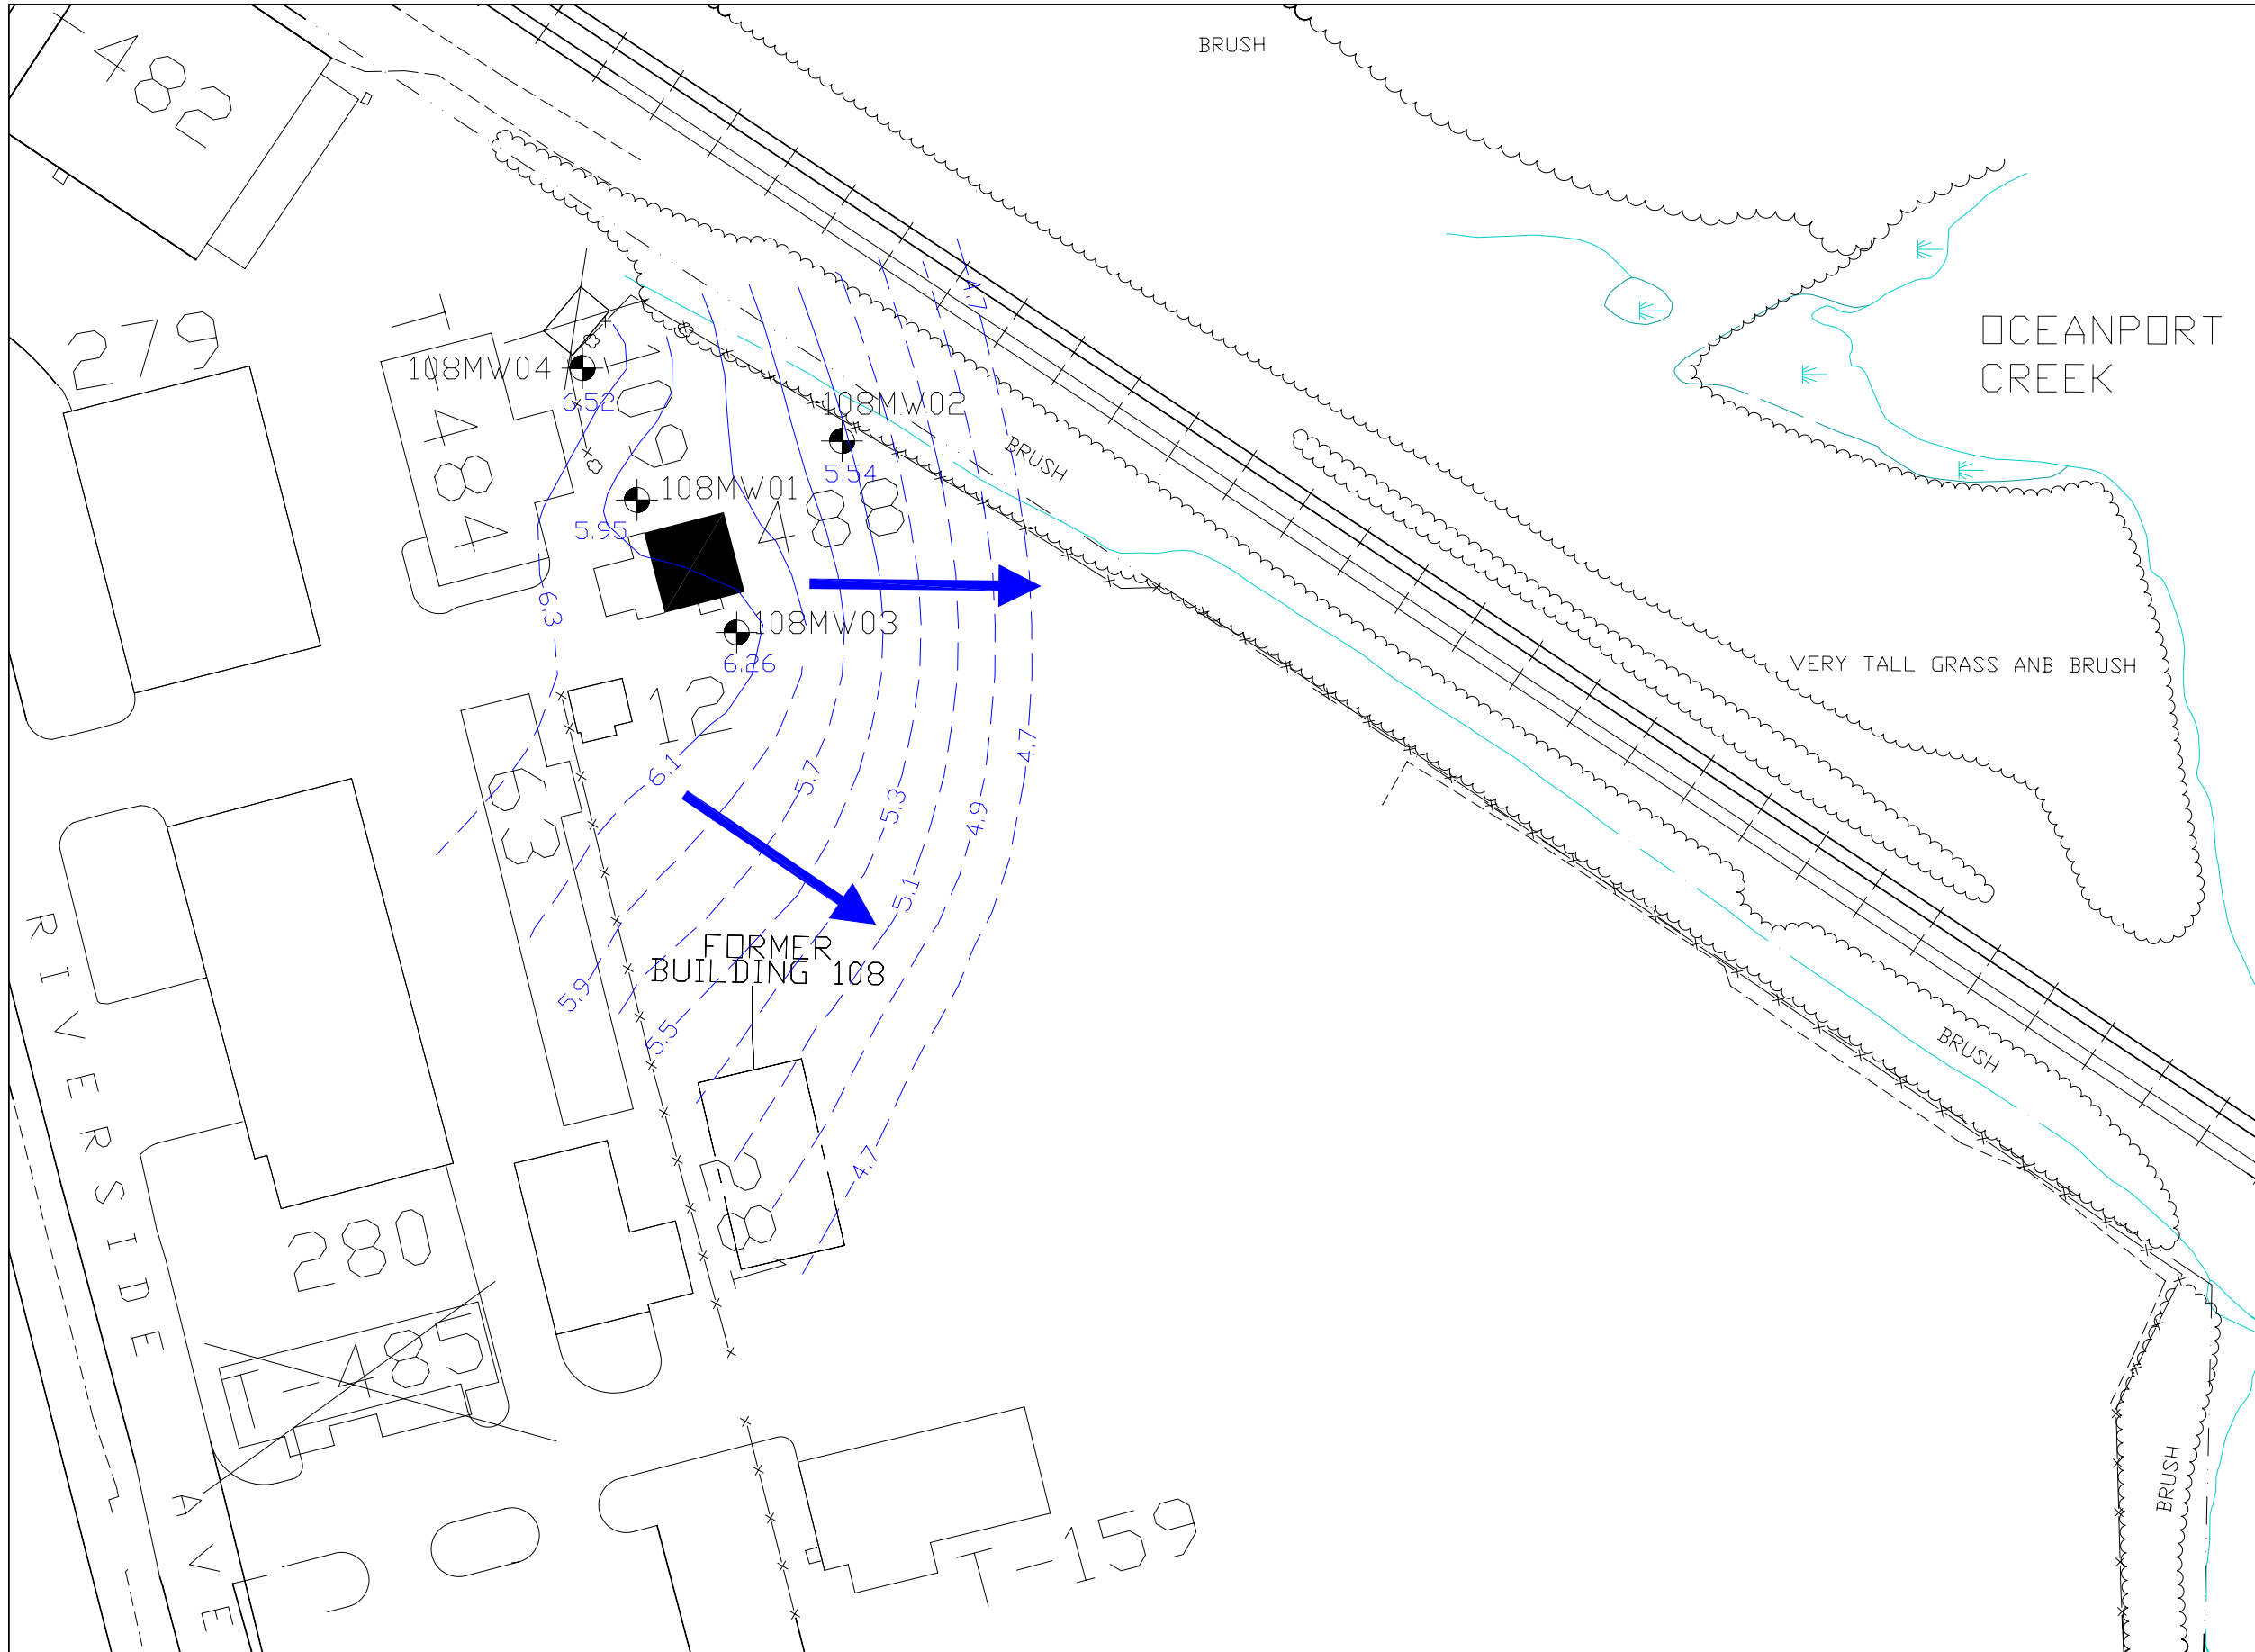 482
BRUSH
4.7
279
OCEANPORT
CREEK
108MW04
6.52
108MW02
5.54
BRUSH
T-484
108MW01
5.95
488
6.3
108MW03
6.26
VERY TALL GRASS ANB BRUSH
12
6.1
5.7
4.7
63
5.3
4.9
5.1
RIVERSIDE AVE
FORMER
BUILDING 108
5.9
5.5
BRUSH
4.7
280
T-485
BRUSH
T-159